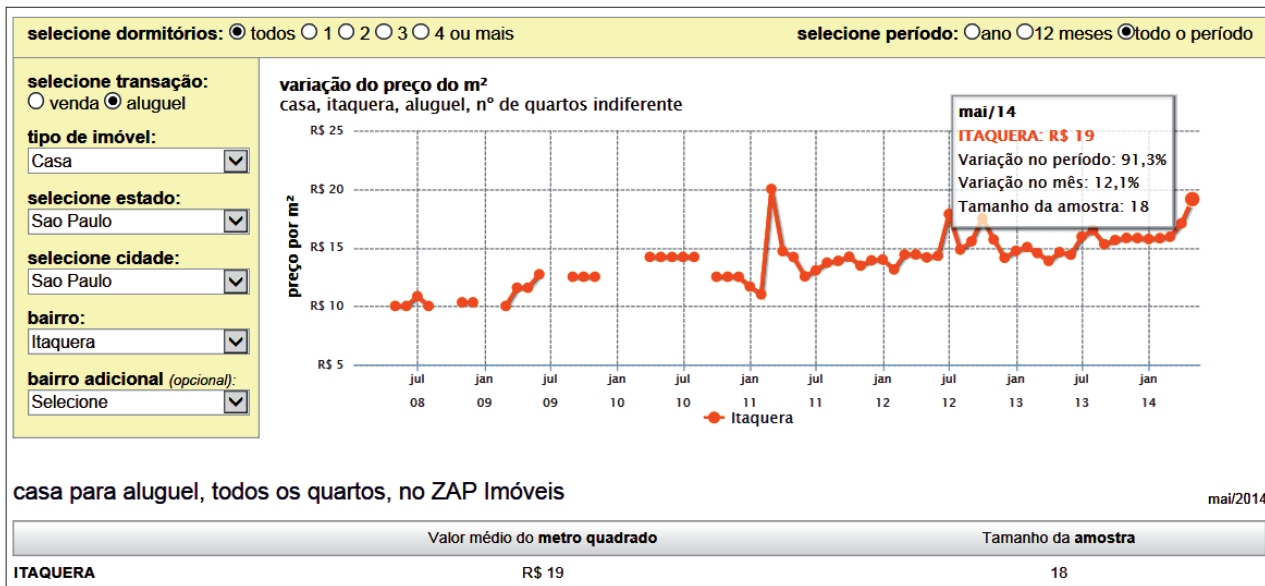 selecione dormitórios: todos 1 2 3 4 ou mais
selecione período: ano 12 meses todo o período
selecione transação:
venda aluguel
tipo de imóvel:
Casa
selecione estado:
Sao Paulo
selecione cidade:
Sao Paulo
bairro:
Itaquera
bairro adicional (opcional):
Selecione
variação do preço do m²
casa, itaquera, aluguel, nº de quartos indiferente
mai/14
ITAQUERA: R$ 19
Variação no período: 91,3%
Variação no mês: 12,1%
Tamanho da amostra: 18
preço por m²
R$ 25
R$ 20
R$ 15
R$ 10
R$ 5
jul jan jul jan jul jan jul jan jul jan jul jan
08 09 09 10 10 11 11 12 12 13 13 14
Itaquera
casa para aluguel, todos os quartos, no ZAP Imóveis
mai/2014
Valor médio do metro quadrado Tamanho da amostra
ITAQUERA R$ 19 18